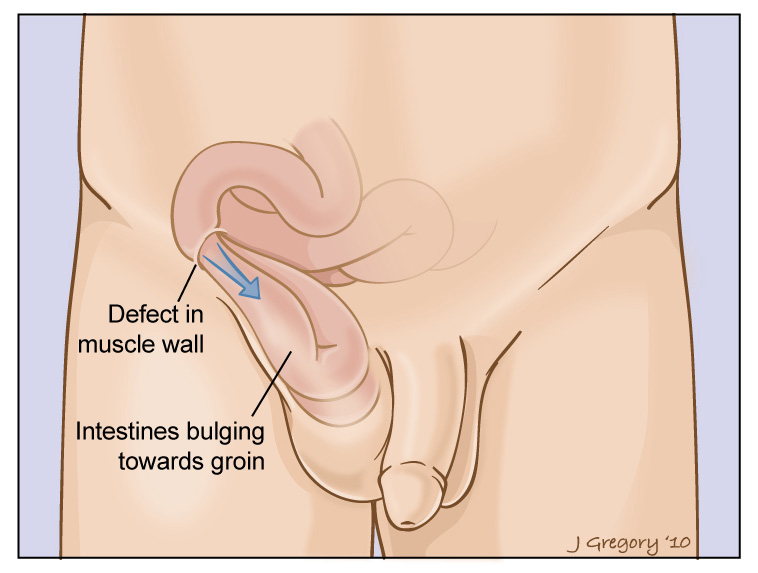 Defect in
muscle wall
Intestines bulging
towards groin
J Gregory '10